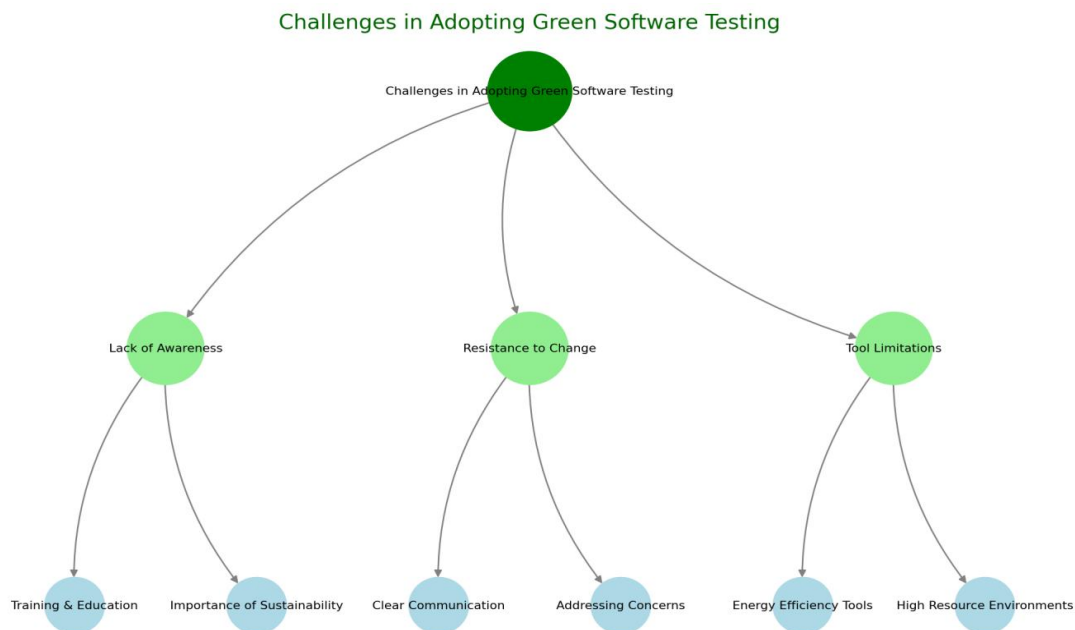 Challenges in Adopting Green Software Testing
Challenges in Adopting Green Software Testing
Lack of Awareness
Resistance to Change
Tool Limitations
Training & Education
Importance of Sustainability
Clear Communication
Addressing Concerns
Energy Efficiency Tools
High Resource Environments